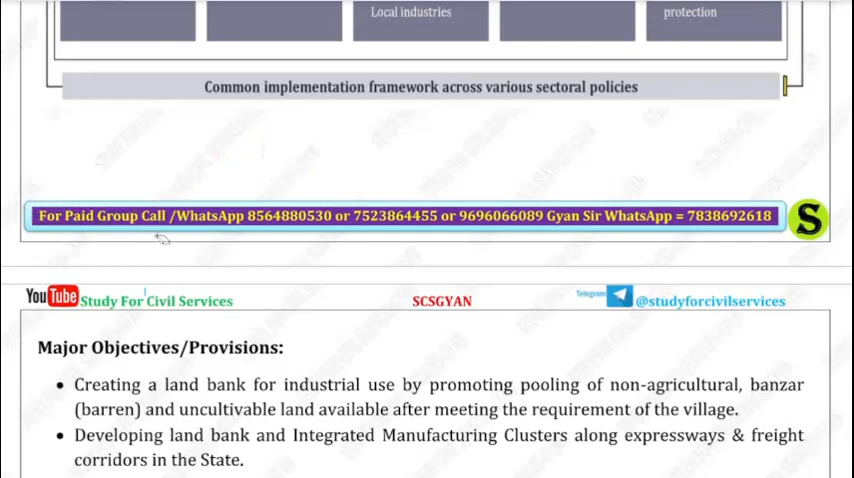 Local industries
protection
Common implementation framework across various sectoral policies
For Paid Group Call /WhatsApp 8564880530 or 7523864455 or 9696066089 Gyan Sir WhatsApp = 7838692618
S
YouTube Study For Civil Services
SCSGYAN
Telegram @studyforcivilservices
Major Objectives/Provisions:
• Creating a land bank for industrial use by promoting pooling of non-agricultural, banzar
(barren) and uncultivable land available after meeting the requirement of the village.
• Developing land bank and Integrated Manufacturing Clusters along expressways & freight
corridors in the State.